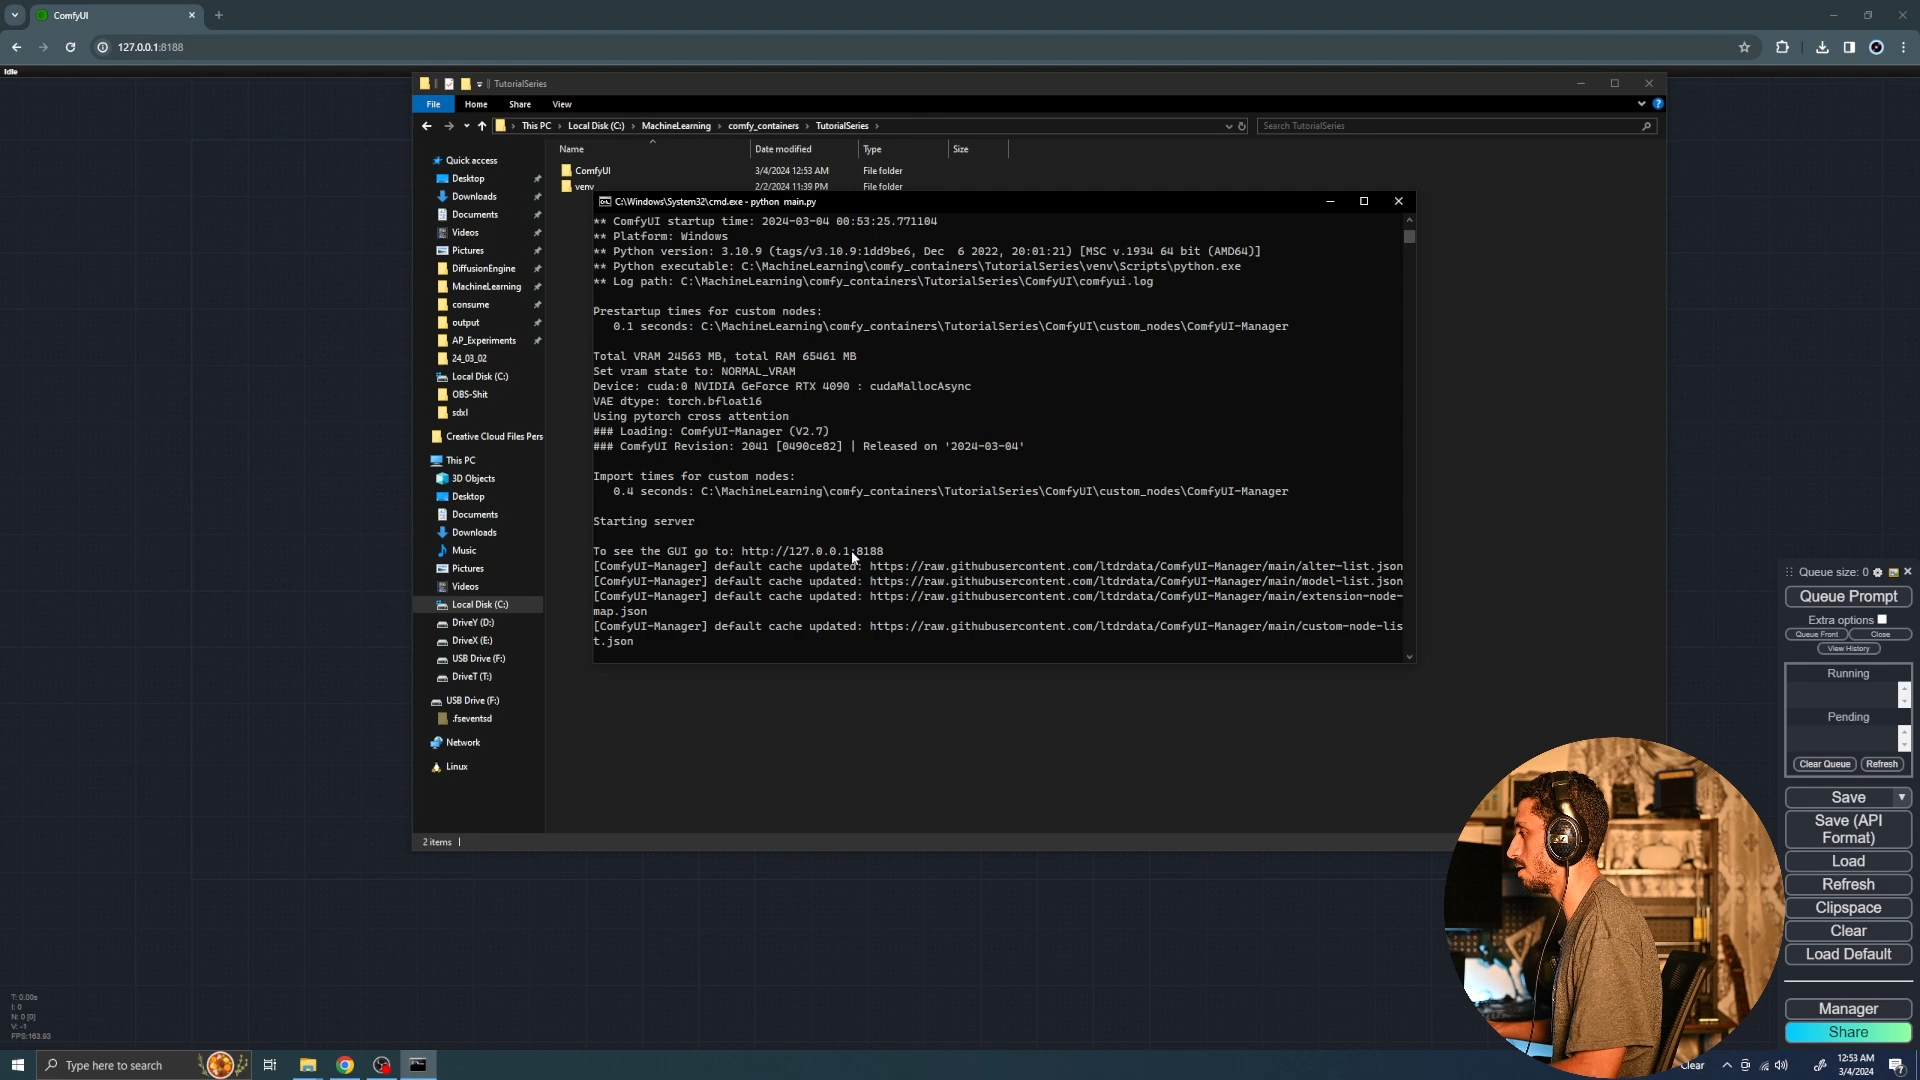 ComfyUI
127.0.0.1:8188
Idle
TutorialSeries
File Home Share View
This PC Local Disk (C:) MachineLearning comfy_containers TutorialSeries
Search TutorialSeries
Name Date modified Type Size
ComfyUI 3/4/2024 12:53 AM File folder
venv 2/2/2024 11:39 PM File folder
Quick access
Desktop
Downloads
Documents
Videos
Pictures
DiffusionEngine
MachineLearning
consume
output
AP_Experiments
24_03_02
Local Disk (C:)
OBS-Shit
sdxl
Creative Cloud Files Pers
This PC
3D Objects
Desktop
Documents
Downloads
Music
Pictures
Videos
Local Disk (C:)
DriveY (D:)
DriveX (E:)
USB Drive (F:)
DriveT (T:)
USB Drive (F:)
.fseventsd
Network
Linux
2 items
C:\Windows\System32\cmd.exe - python main.py
** ComfyUI startup time: 2024-03-04 00:53:25.771104
** Platform: Windows
** Python version: 3.10.9 (tags/v3.10.9:1dd9be6, Dec  6 2022, 20:01:21) [MSC v.1934 64 bit (AMD64)]
** Python executable: C:\MachineLearning\comfy_containers\TutorialSeries\venv\Scripts\python.exe
** Log path: C:\MachineLearning\comfy_containers\TutorialSeries\ComfyUI\comfyui.log
Prestartup times for custom nodes:
0.1 seconds: C:\MachineLearning\comfy_containers\TutorialSeries\ComfyUI\custom_nodes\ComfyUI-Manager
Total VRAM 24563 MB, total RAM 65461 MB
Set vram state to: NORMAL_VRAM
Device: cuda:0 NVIDIA GeForce RTX 4090 : cudaMallocAsync
VAE dtype: torch.bfloat16
Using pytorch cross attention
### Loading: ComfyUI-Manager (V2.7)
### ComfyUI Revision: 2041 [0490ce82] | Released on '2024-03-04'
Import times for custom nodes:
0.4 seconds: C:\MachineLearning\comfy_containers\TutorialSeries\ComfyUI\custom_nodes\ComfyUI-Manager
Starting server
To see the GUI go to: http://127.0.0.1:8188
[ComfyUI-Manager] default cache updated: https://raw.githubusercontent.com/ltdrdata/ComfyUI-Manager/main/alter-list.json
[ComfyUI-Manager] default cache updated: https://raw.githubusercontent.com/ltdrdata/ComfyUI-Manager/main/model-list.json
[ComfyUI-Manager] default cache updated: https://raw.githubusercontent.com/ltdrdata/ComfyUI-Manager/main/extension-node-
map.json
[ComfyUI-Manager] default cache updated: https://raw.githubusercontent.com/ltdrdata/ComfyUI-Manager/main/custom-node-lis
t.json
Queue size: 0
Queue Prompt
Extra options
Queue Front Close
View History
Running
Pending
Clear Queue Refresh
Save
Save (API
Format)
Load
Refresh
Clipspace
Clear
Load Default
Manager
Share
T: 0.00s
I: 0
N: 0 [0]
V: -1
FPS:163.93
Type here to search
Clear
12:53 AM
3/4/2024
7